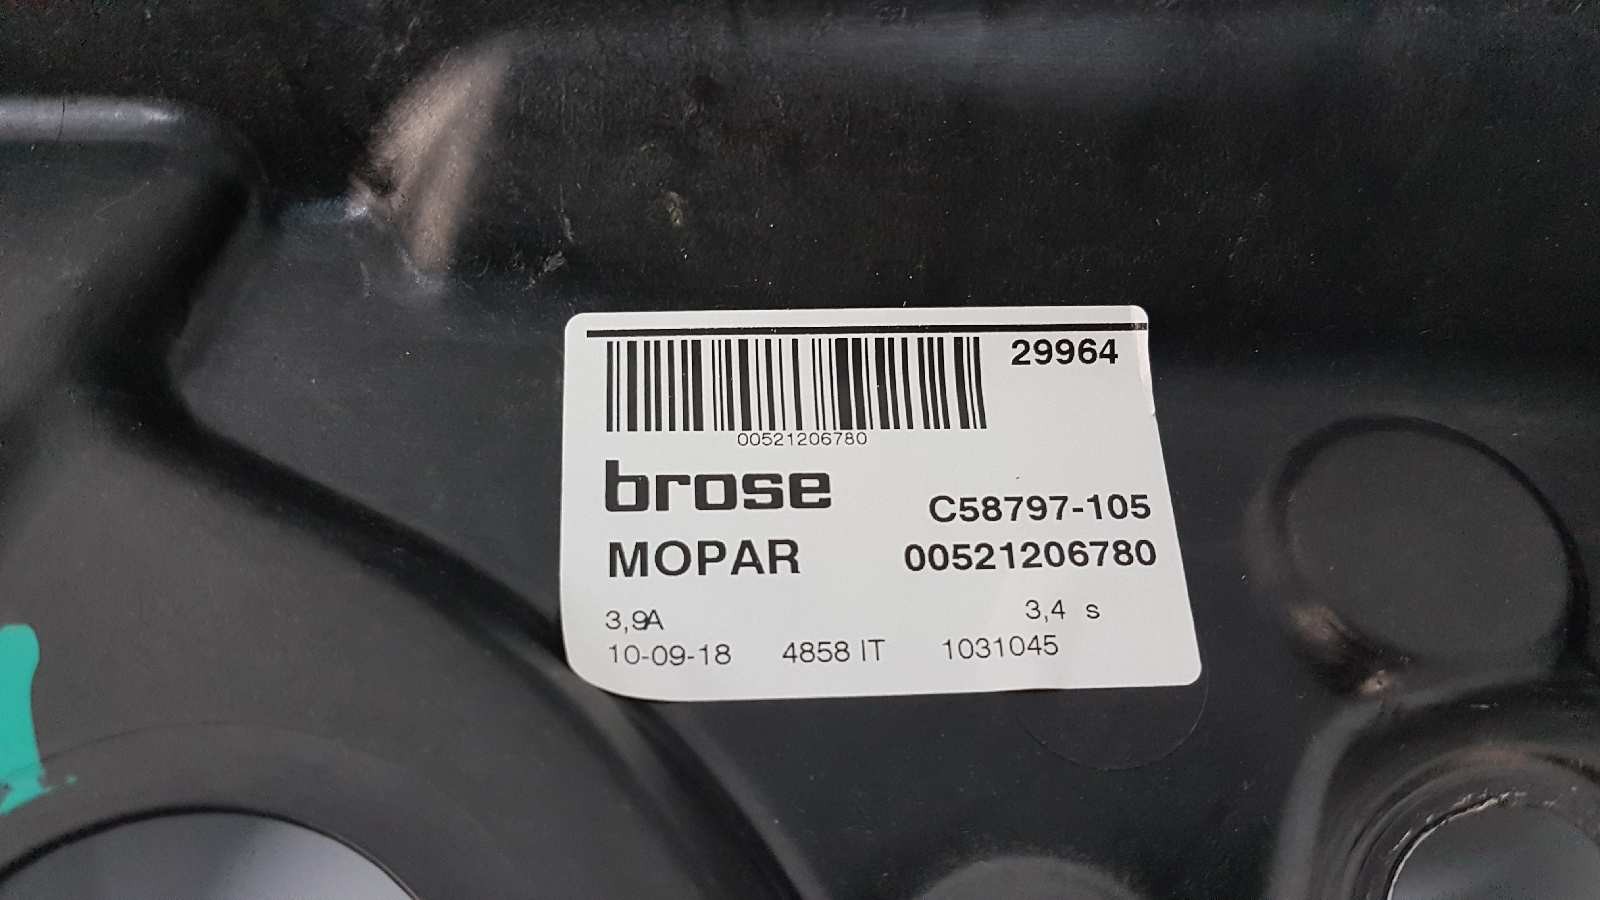 29964
00521206780
brose
C58797-105
MOPAR 00521206780
3,9A 3,4 s
10-09-18 4858 IT 1031045